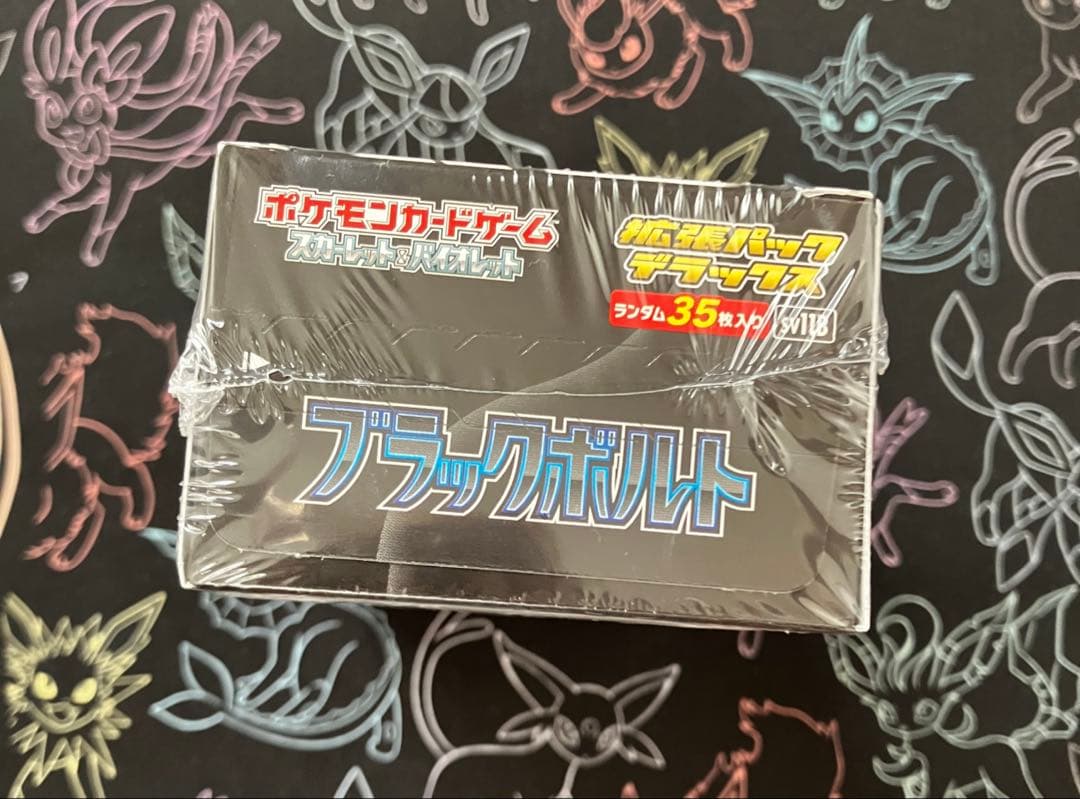 ポケモンカードゲーム
スカーレット&バイオレット
拡張パック
デラックス
ランダム35枚入り
sv11B
ブラックボルト